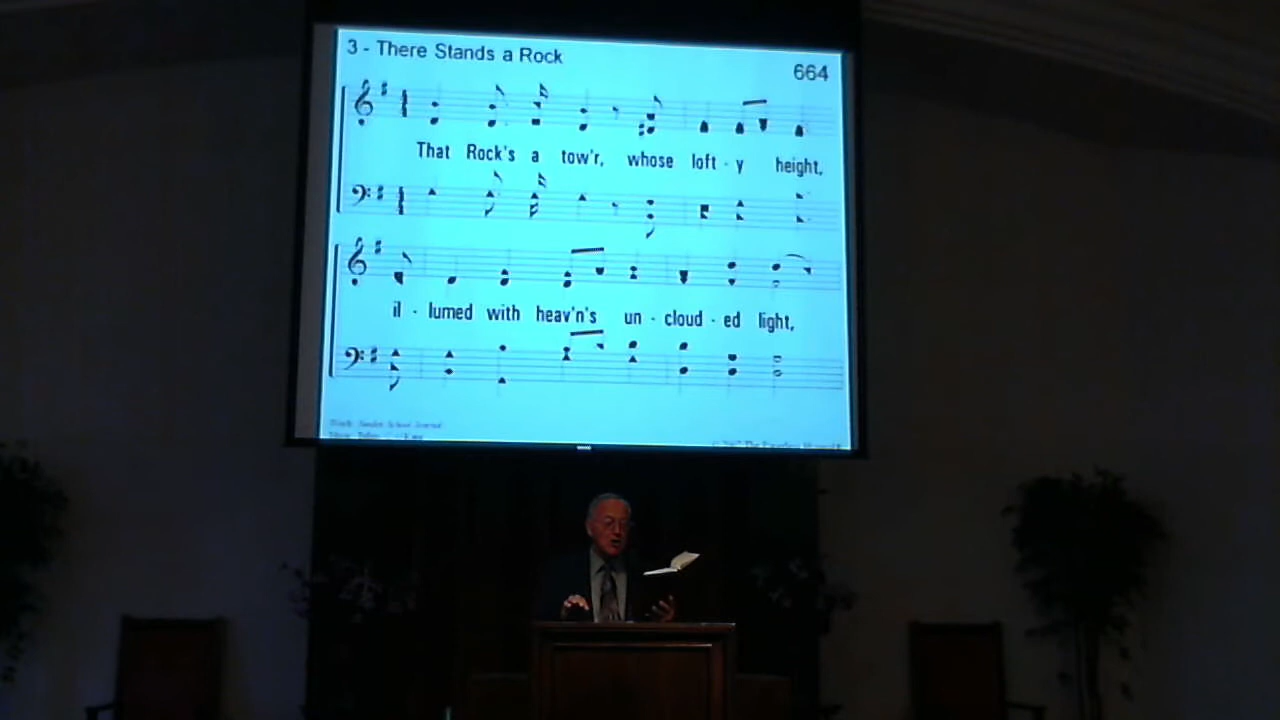 3 - There Stands a Rock
664
That Rock's a tow'r, whose loft - y height,
il - lumed with heav'n's un - cloud - ed light,